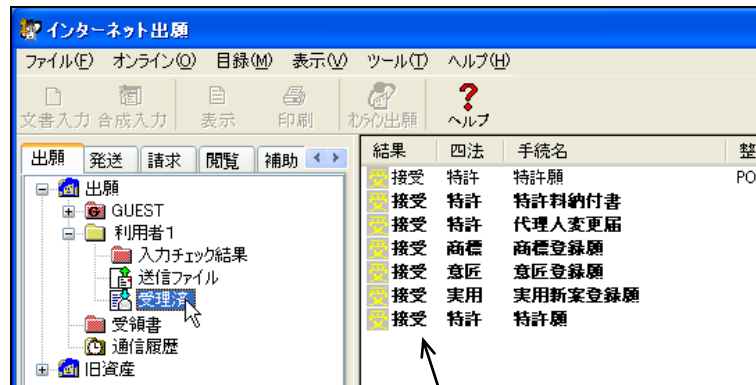 インターネット出願
ファイル(F) オンライン(O) 目録(M) 表示(V) ツール(T) ヘルプ(H)
文書入力 合成入力 表示 印刷 オンライン出願 ヘルプ
出願 発送 請求 閲覧 補助
出願
GUEST
利用者1
入力チェック結果
送信ファイル
受理済
受領書
通信履歴
旧資産
結果 四法 手続名 整
受 接受 特許 特許願 PO
受 接受 特許 特許料納付書
受 接受 特許 代理人変更届
受 接受 商標 商標登録願
受 接受 意匠 意匠登録願
受 接受 実用 実用新案登録願
受 接受 特許 特許願